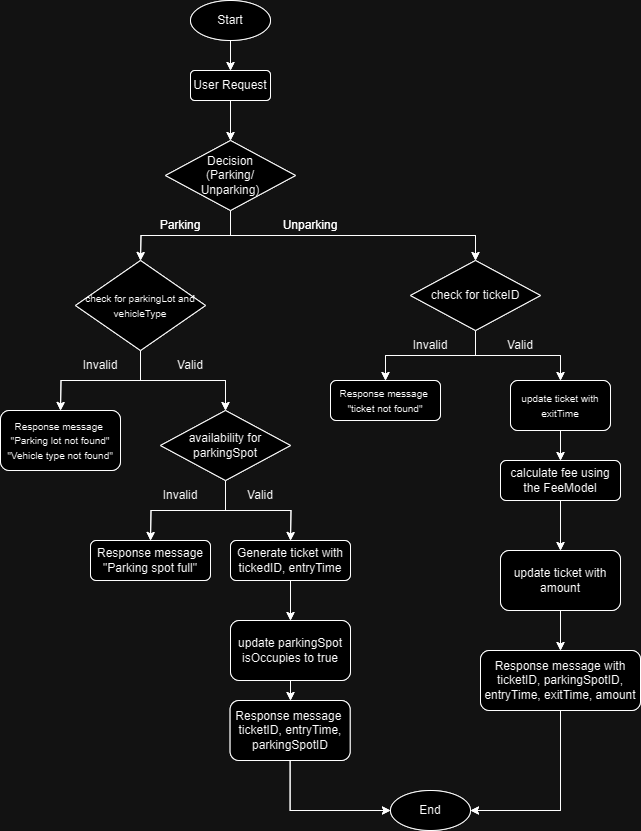 Start
User Request
Decision
(Parking/
Unparking)
Parking
Unparking
check for parkingLot and
vehicleType
check for tickeID
Invalid
Valid
Invalid
Valid
Response message
"Parking lot not found"
"Vehicle type not found"
availability for
parkingSpot
Response message
"ticket not found"
update ticket with
exitTime
calculate fee using
the FeeModel
Invalid
Valid
Response message
"Parking spot full"
Generate ticket with
tickedID, entryTime
update ticket with
amount
update parkingSpot
isOccupies to true
Response message with
ticketID, parkingSpotID,
entryTime, exitTime, amount
Response message
ticketID, entryTime,
parkingSpotID
End